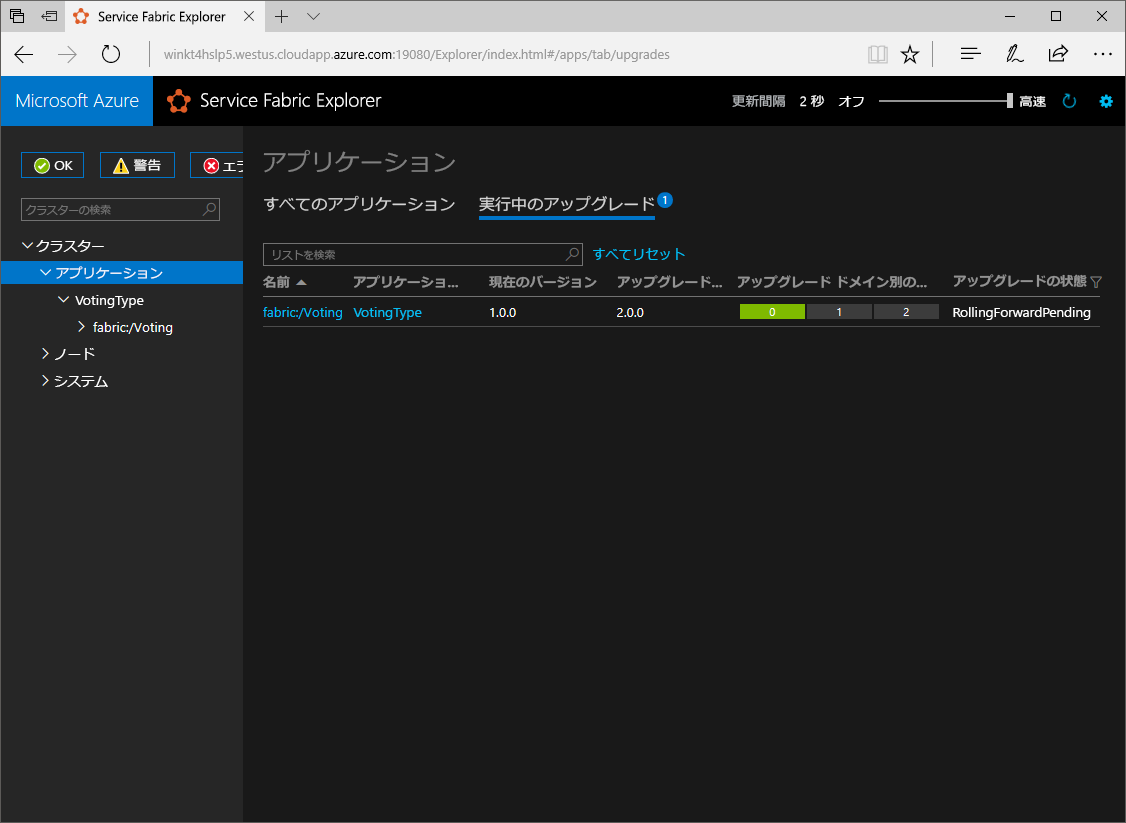 Service Fabric Explorer
winkt4hslp5.westus.cloudapp.azure.com:19080/Explorer/index.html#/apps/tab/upgrades
Microsoft Azure
Service Fabric Explorer
更新間隔 2 秒 オフ 高速
OK 警告 エラ
クラスターの検索
クラスター
アプリケーション
VotingType
fabric:/Voting
ノード
システム
アプリケーション
すべてのアプリケーション 実行中のアップグレード 1
リストを検索 すべてリセット
名前 アプリケーショ... 現在のバージョン アップグレード... アップグレード ドメイン別の... アップグレードの状態
fabric:/Voting VotingType 1.0.0 2.0.0 0 1 2 RollingForwardPending